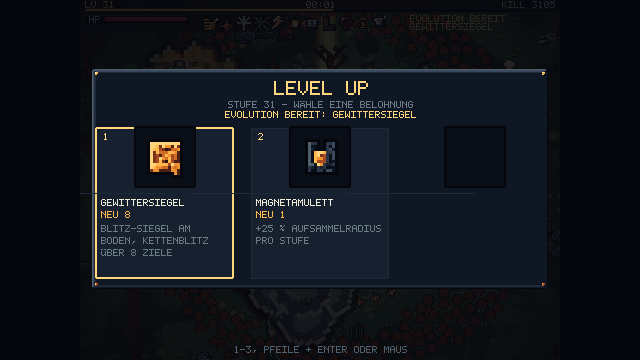 LV 31
00:01
KILL 3105
HP
EVOLUTION BEREIT
GEWITTERSIEGEL
LEVEL UP
STUFE 31 - WÄHLE EINE BELOHNUNG
EVOLUTION BEREIT: GEWITTERSIEGEL
1
GEWITTERSIEGEL
NEU 8
BLITZ-SIEGEL AM
BODEN, KETTENBLITZ
ÜBER 8 ZIELE
2
MAGNETAMULETT
NEU 1
+25 % AUFSAMMELRADIUS
PRO STUFE
1-3, PFEILE + ENTER ODER MAUS